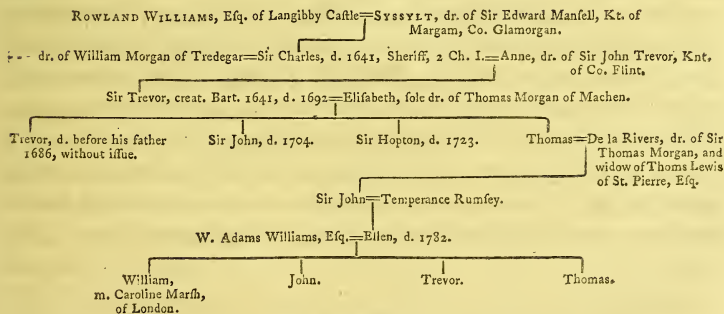 ROWLAND WILLIAMS, Eſq. of Langibby Caſtle=SYSSYLT, dr. of Sir Edward Manſell, Kt. of
Margam, Co. Glamorgan.
--- dr. of William Morgan of Tredegar=Sir Charles, d. 1641, Sheriff, 2 Ch. I.=Anne, dr. of Sir John Trevor, Knt.
of Co. Flint.
Sir Trevor, creat. Bart. 1641, d. 1692=Eliſabeth, ſole dr. of Thomas Morgan of Machen.
Trevor, d. before his father
1686, without iſſue.
Sir John, d. 1704.
Sir Hopton, d. 1723.
Thomas=De la Rivers, dr. of Sir
Thomas Morgan, and
widow of Thoms Lewis
of St. Pierre, Eſq.
Sir John=Temperance Rumſey.
W. Adams Williams, Eſq.=Ellen, d. 1782.
William,
m. Caroline Marſh,
of London.
John.
Trevor.
Thomas.